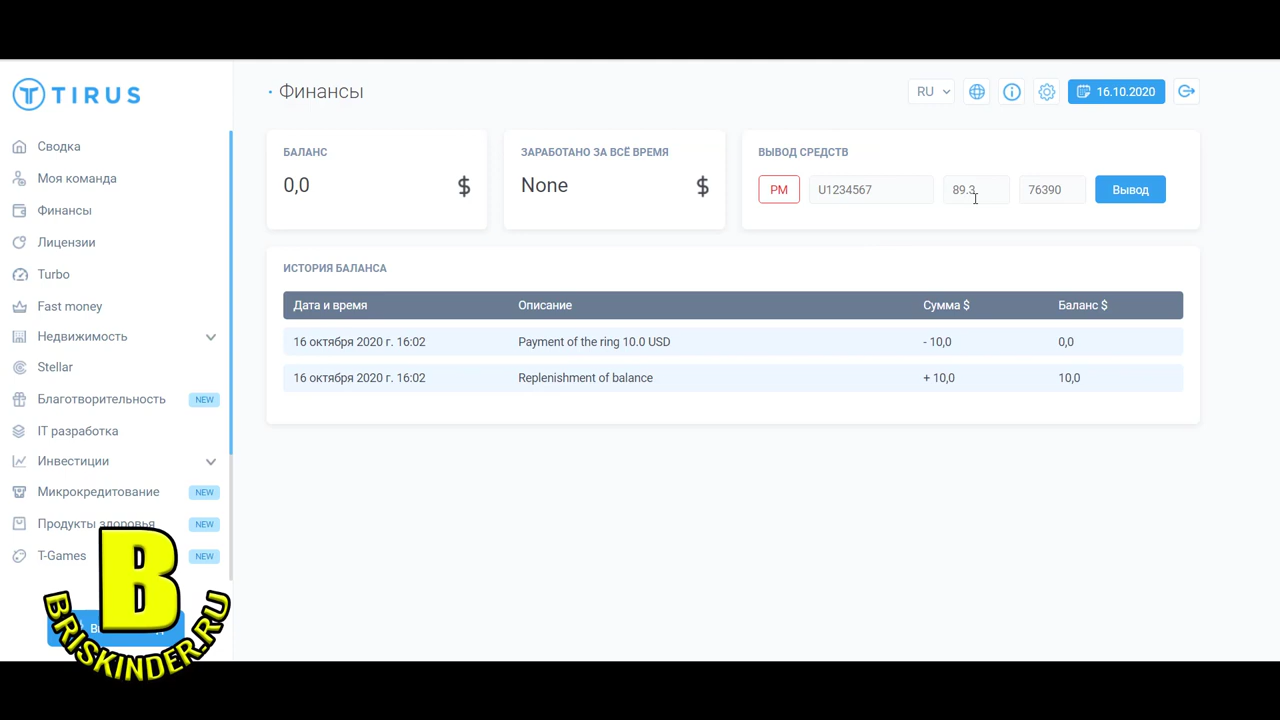 TIRUS
Сводка
Моя команда
Финансы
Лицензии
Turbo
Fast money
Недвижимость
Stellar
Благотворительность NEW
IT разработка
Инвестиции
Микрокредитование NEW
Продукты здоровья NEW
T-Games NEW
B
BRISKINDER.RU
· Финансы
RU
16.10.2020
БАЛАНС
0,0 $
ЗАРАБОТАНО ЗА ВСЁ ВРЕМЯ
None $
ВЫВОД СРЕДСТВ
PM U1234567 89.3 76390 Вывод
ИСТОРИЯ БАЛАНСА
Дата и время Описание Сумма $ Баланс $
16 октября 2020 г. 16:02 Payment of the ring 10.0 USD - 10,0 0,0
16 октября 2020 г. 16:02 Replenishment of balance + 10,0 10,0